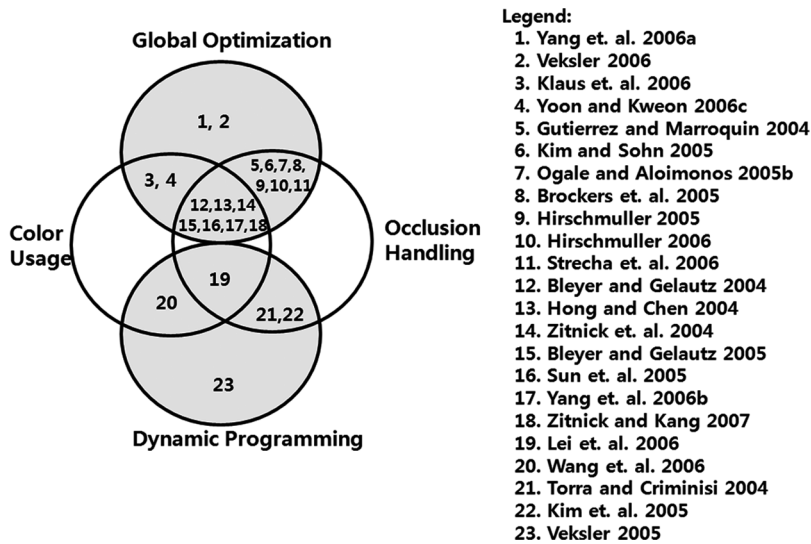 Global Optimization
1, 2
3, 4
5,6,7,8,
9,10,11
12,13,14
15,16,17,18
Color
Usage
Occlusion
Handling
19
20
21,22
23
Dynamic Programming
Legend:
1. Yang et. al. 2006a
2. Veksler 2006
3. Klaus et. al. 2006
4. Yoon and Kweon 2006c
5. Gutierrez and Marroquin 2004
6. Kim and Sohn 2005
7. Ogale and Aloimonos 2005b
8. Brockers et. al. 2005
9. Hirschmuller 2005
10. Hirschmuller 2006
11. Strecha et. al. 2006
12. Bleyer and Gelautz 2004
13. Hong and Chen 2004
14. Zitnick et. al. 2004
15. Bleyer and Gelautz 2005
16. Sun et. al. 2005
17. Yang et. al. 2006b
18. Zitnick and Kang 2007
19. Lei et. al. 2006
20. Wang et. al. 2006
21. Torra and Criminisi 2004
22. Kim et. al. 2005
23. Veksler 2005